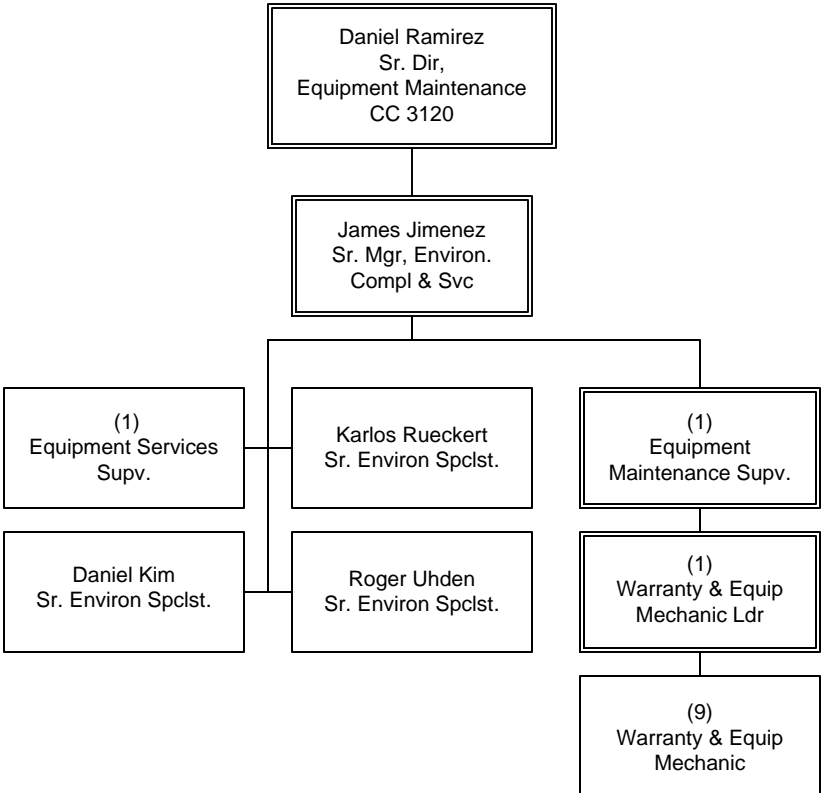 Daniel Ramirez
Sr. Dir,
Equipment Maintenance
CC 3120
James Jimenez
Sr. Mgr, Environ.
Compl & Svc
(1)
Equipment Services
Supv.
Karlos Rueckert
Sr. Environ Spclst.
(1)
Equipment
Maintenance Supv.
Daniel Kim
Sr. Environ Spclst.
Roger Uhden
Sr. Environ Spclst.
(1)
Warranty & Equip
Mechanic Ldr
(9)
Warranty & Equip
Mechanic